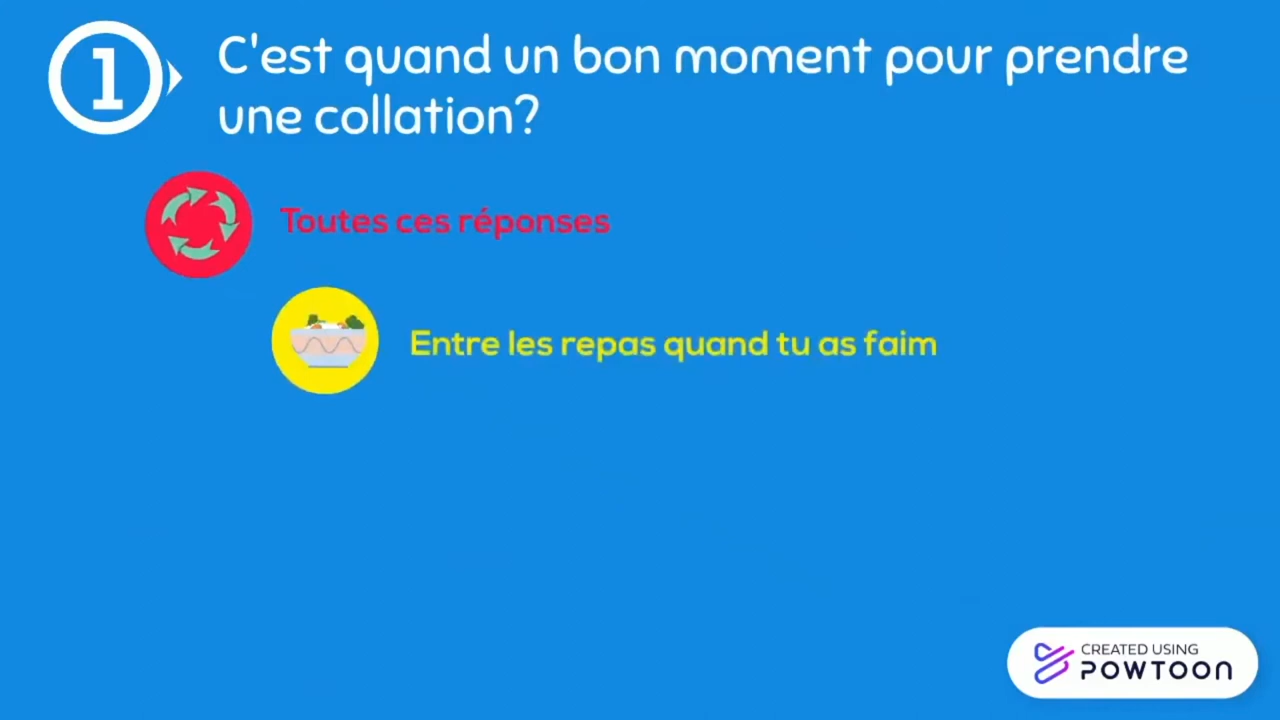 1
C'est quand un bon moment pour prendre
une collation?
Toutes ces réponses
Entre les repas quand tu as faim
CREATED USING
POWTOON